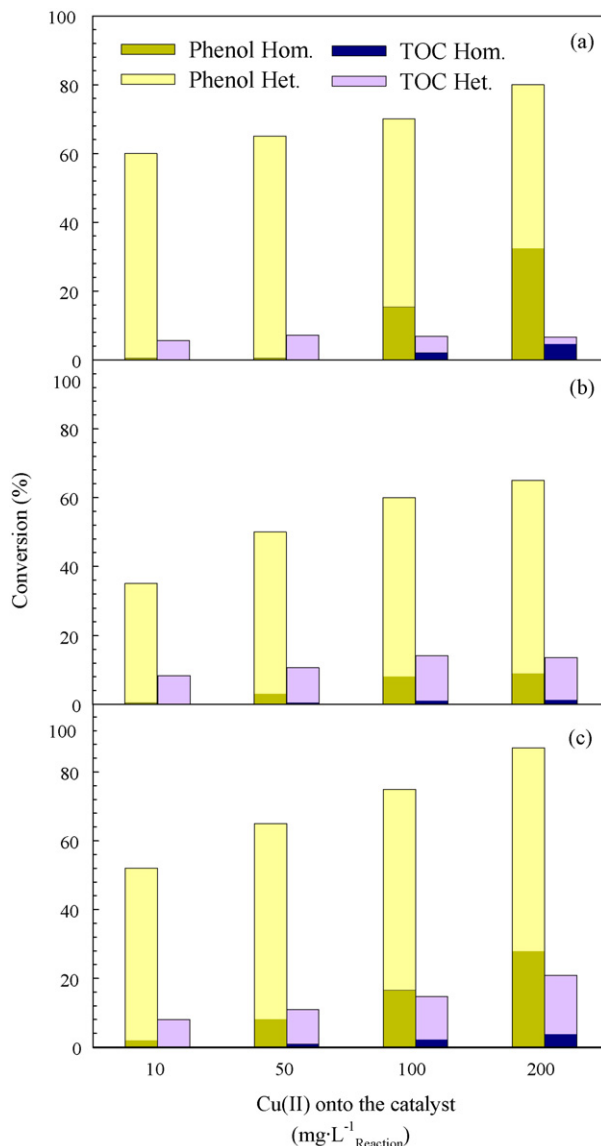 100
(a)
Phenol Hom. TOC Hom.
Phenol Het. TOC Het.
80
60
40
20
0
100
(b)
80
60
40
20
0
100
(c)
80
60
40
20
0
Conversion (%)
10 50 100 200
Cu(II) onto the catalyst
(mg·L⁻¹Reaction)